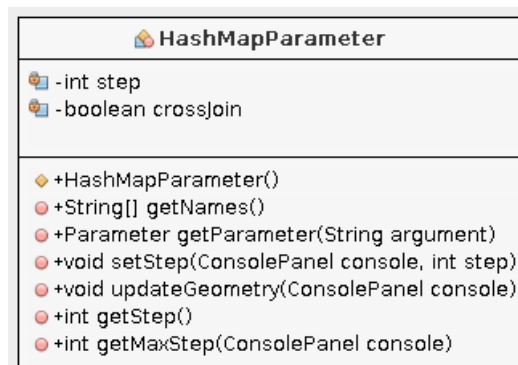 HashMapParameter
-int step
-boolean crossJoin
+HashMapParameter()
+String[] getNames()
+Parameter getParameter(String argument)
+void setStep(ConsolePanel console, int step)
+void updateGeometry(ConsolePanel console)
+int getStep()
+int getMaxStep(ConsolePanel console)